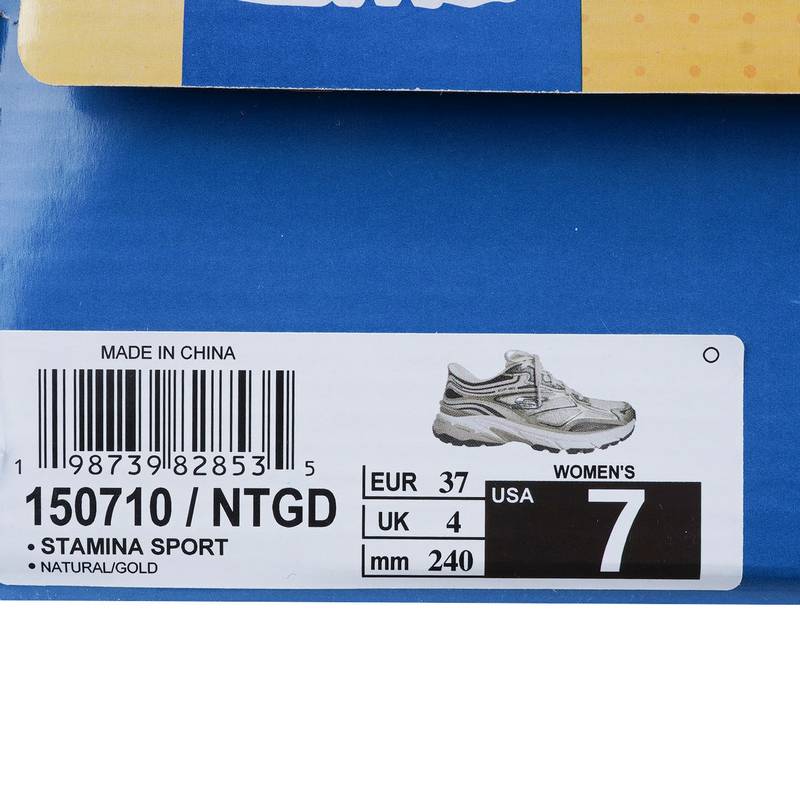 MADE IN CHINA
1 98739 82853 5
150710 / NTGD
• STAMINA SPORT
• NATURAL/GOLD
EUR 37
UK 4
mm 240
WOMEN'S
USA 7